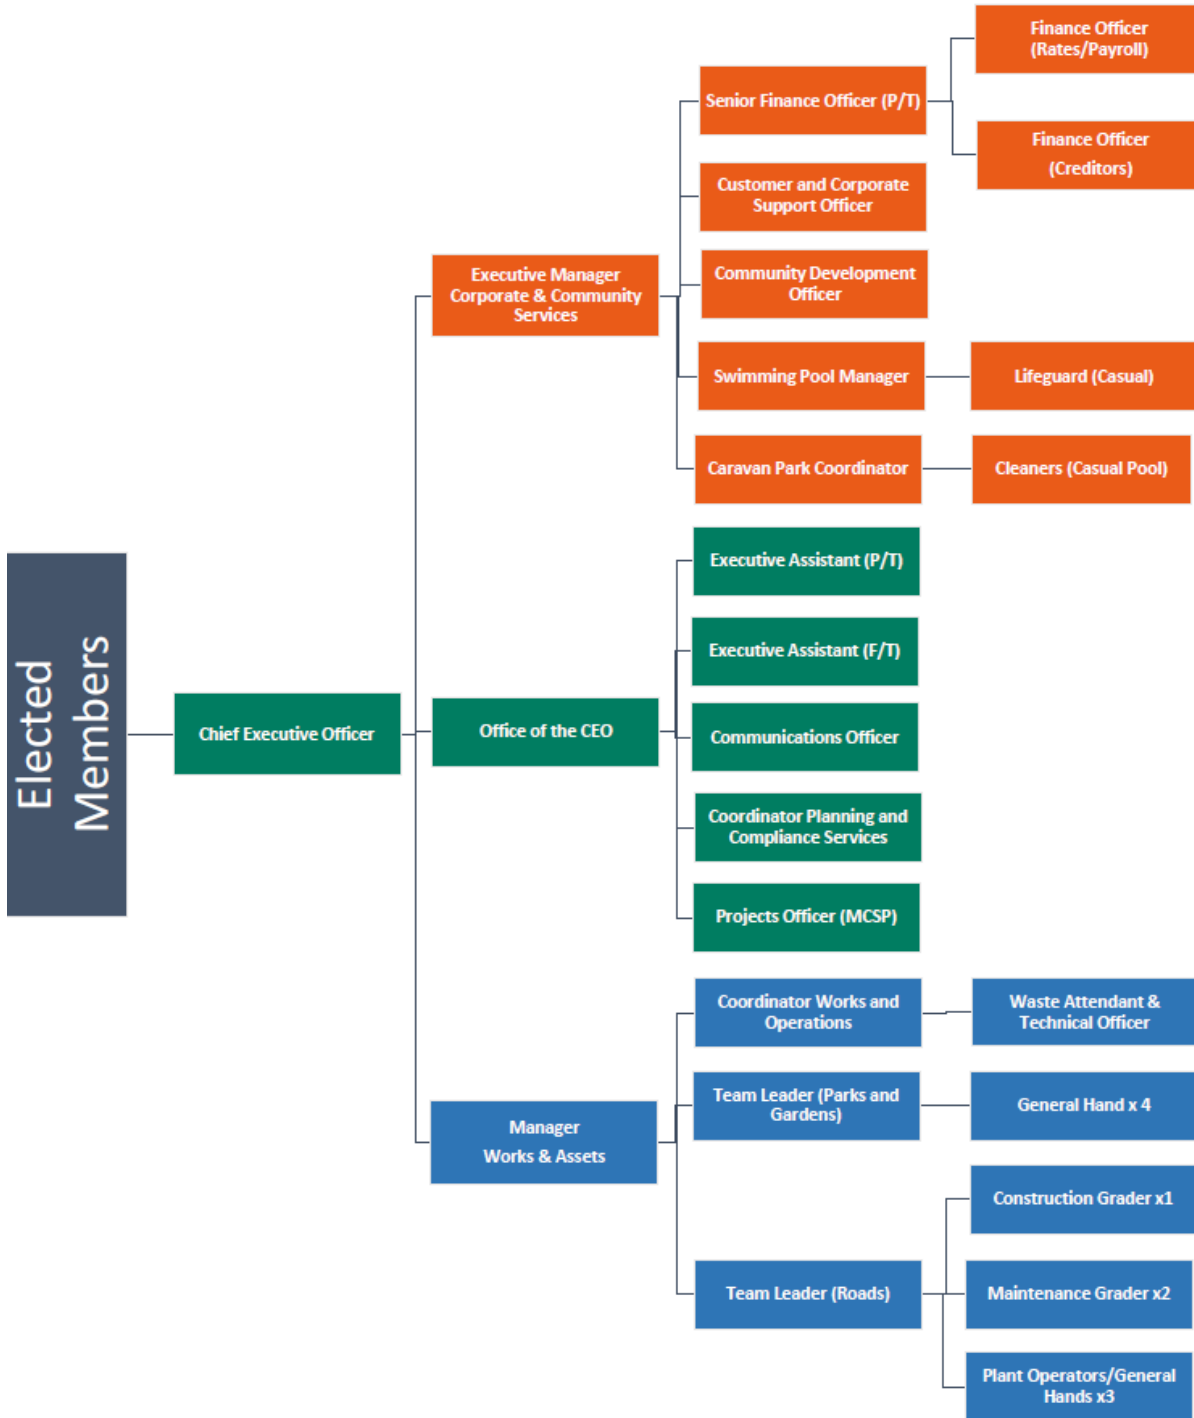 Elected
Members
Chief Executive Officer
Executive Manager
Corporate & Community
Services
Senior Finance Officer (P/T)
Finance Officer
(Rates/Payroll)
Finance Officer
(Creditors)
Customer and Corporate
Support Officer
Community Development
Officer
Swimming Pool Manager
Lifeguard (Casual)
Caravan Park Coordinator
Cleaners (Casual Pool)
Office of the CEO
Executive Assistant (P/T)
Executive Assistant (F/T)
Communications Officer
Coordinator Planning and
Compliance Services
Projects Officer (MCSP)
Manager
Works & Assets
Coordinator Works and
Operations
Waste Attendant &
Technical Officer
Team Leader (Parks and
Gardens)
General Hand x 4
Team Leader (Roads)
Construction Grader x1
Maintenance Grader x2
Plant Operators/General
Hands x3